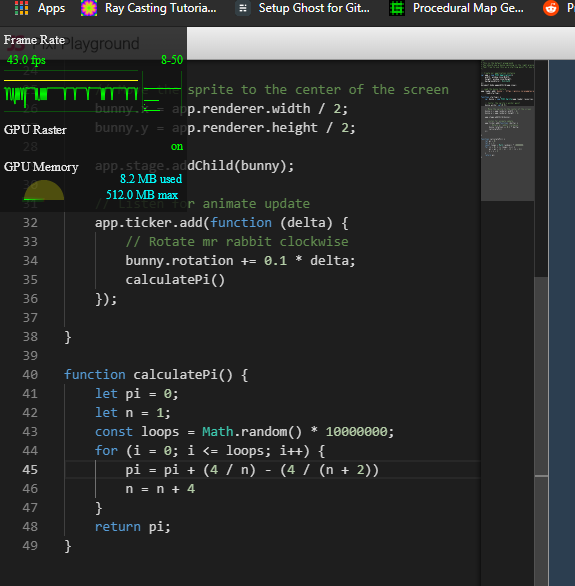 Apps Ray Casting Tutoria... Setup Ghost for Git... Procedural Map Ge... Pr
Frame Rate
Playground
43.0 fps 8-50
sprite to the center of the screen
bunny.x = app.renderer.width / 2;
bunny.y = app.renderer.height / 2;
GPU Raster
on
app.stage.addChild(bunny);
GPU Memory
8.2 MB used
512.0 MB max
31 // Listen for animate update
32 app.ticker.add(function (delta) {
33 // Rotate mr rabbit clockwise
34 bunny.rotation += 0.1 * delta;
35 calculatePi()
36 });
37
38 }
39
40 function calculatePi() {
41 let pi = 0;
42 let n = 1;
43 const loops = Math.random() * 10000000;
44 for (i = 0; i <= loops; i++) {
45 pi = pi + (4 / n) - (4 / (n + 2))
46 n = n + 4
47 }
48 return pi;
49 }